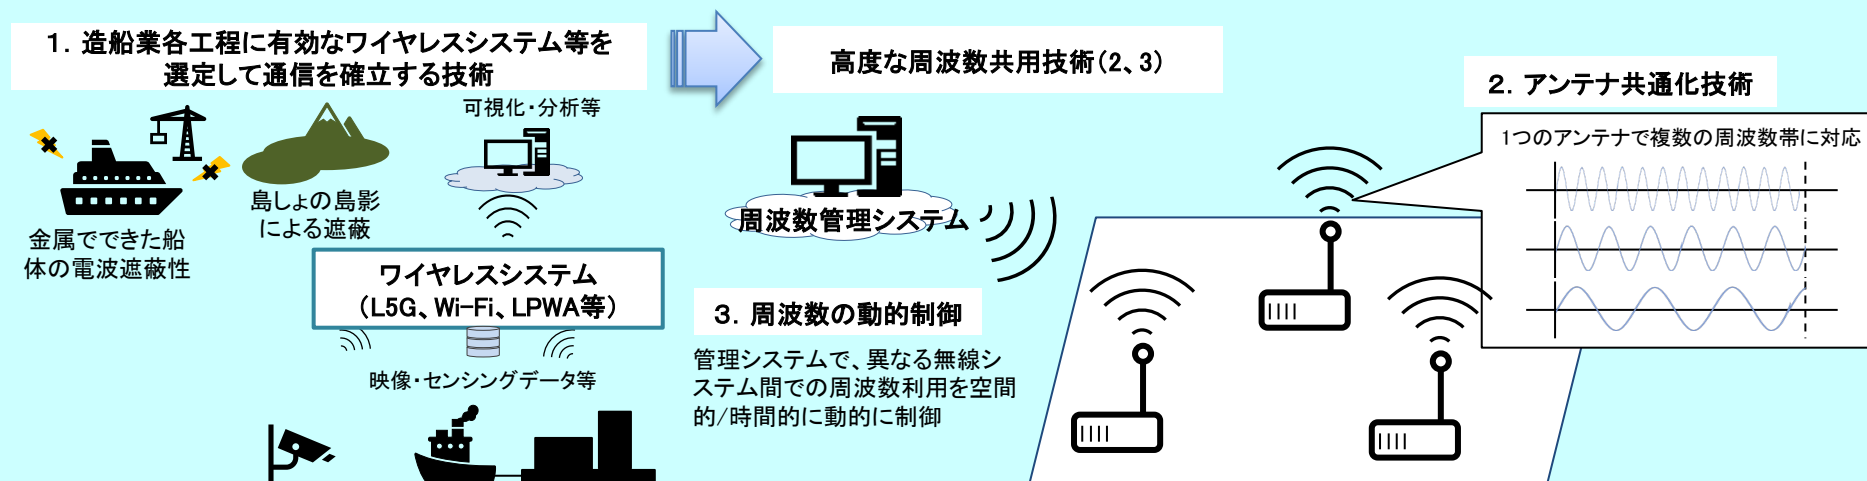 1．造船業各工程に有効なワイヤレスシステム等を
選定して通信を確立する技術
可視化・分析等
島しょの島影
による遮蔽
金属でできた船
体の電波遮蔽性
ワイヤレスシステム
（L5G、Wi-Fi、LPWA等）
映像・センシングデータ等
高度な周波数共用技術（2、3）
周波数管理システム
3．周波数の動的制御
管理システムで、異なる無線シ
ステム間での周波数利用を空間
的/時間的に動的に制御
2．アンテナ共通化技術
1つのアンテナで複数の周波数帯に対応